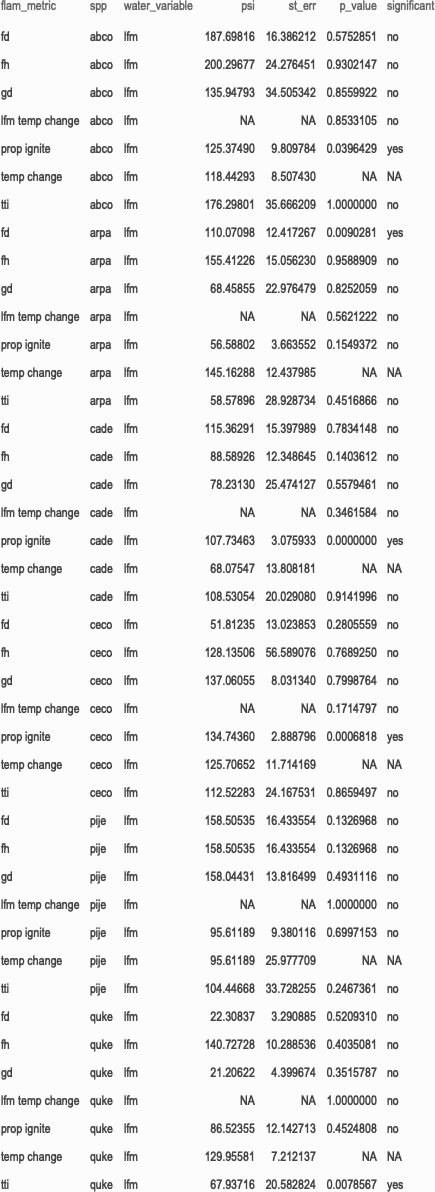 flam_metric spp water_variable psi st_err p_value significant
fd abco lfm 187.69816 16.386212 0.5752851 no
fh abco lfm 200.29677 24.276451 0.9302147 no
gd abco lfm 135.94793 34.505342 0.8559922 no
lfm temp change abco lfm NA NA 0.8533105 no
prop ignite abco lfm 125.37490 9.809784 0.0396429 yes
temp change abco lfm 118.44293 8.507430 NA NA
tti abco lfm 176.29801 35.666209 1.0000000 no
fd arpa lfm 110.07098 12.417267 0.0090281 yes
fh arpa lfm 155.41226 15.056230 0.9588909 no
gd arpa lfm 68.45855 22.976479 0.8252059 no
lfm temp change arpa lfm NA NA 0.5621222 no
prop ignite arpa lfm 56.58802 3.663552 0.1549372 no
temp change arpa lfm 145.16288 12.437985 NA NA
tti arpa lfm 58.57896 28.928734 0.4516866 no
fd cade lfm 115.36291 15.397989 0.7834148 no
fh cade lfm 88.58926 12.348645 0.1403612 no
gd cade lfm 78.23130 25.474127 0.5579461 no
lfm temp change cade lfm NA NA 0.3461584 no
prop ignite cade lfm 107.73463 3.075933 0.0000000 yes
temp change cade lfm 68.07547 13.808181 NA NA
tti cade lfm 108.53054 20.029080 0.9141996 no
fd ceco lfm 51.81235 13.023853 0.2805559 no
fh ceco lfm 128.13506 56.589076 0.7689250 no
gd ceco lfm 137.06055 8.031340 0.7998764 no
lfm temp change ceco lfm NA NA 0.1714797 no
prop ignite ceco lfm 134.74360 2.888796 0.0006818 yes
temp change ceco lfm 125.70652 11.714169 NA NA
tti ceco lfm 112.52283 24.167531 0.8659497 no
fd pije lfm 158.50535 16.433554 0.1326968 no
fh pije lfm 158.50535 16.433554 0.1326968 no
gd pije lfm 158.04431 13.816499 0.4931116 no
lfm temp change pije lfm NA NA 1.0000000 no
prop ignite pije lfm 95.61189 9.380116 0.6997153 no
temp change pije lfm 95.61189 25.977709 NA NA
tti pije lfm 104.44668 33.728255 0.2467361 no
fd quke lfm 22.30837 3.290885 0.5209310 no
fh quke lfm 140.72728 10.288536 0.4035081 no
gd quke lfm 21.20622 4.399674 0.3515787 no
lfm temp change quke lfm NA NA 1.0000000 no
prop ignite quke lfm 86.52355 12.142713 0.4524808 no
temp change quke lfm 129.95581 7.212137 NA NA
tti quke lfm 67.93716 20.582824 0.0078567 yes